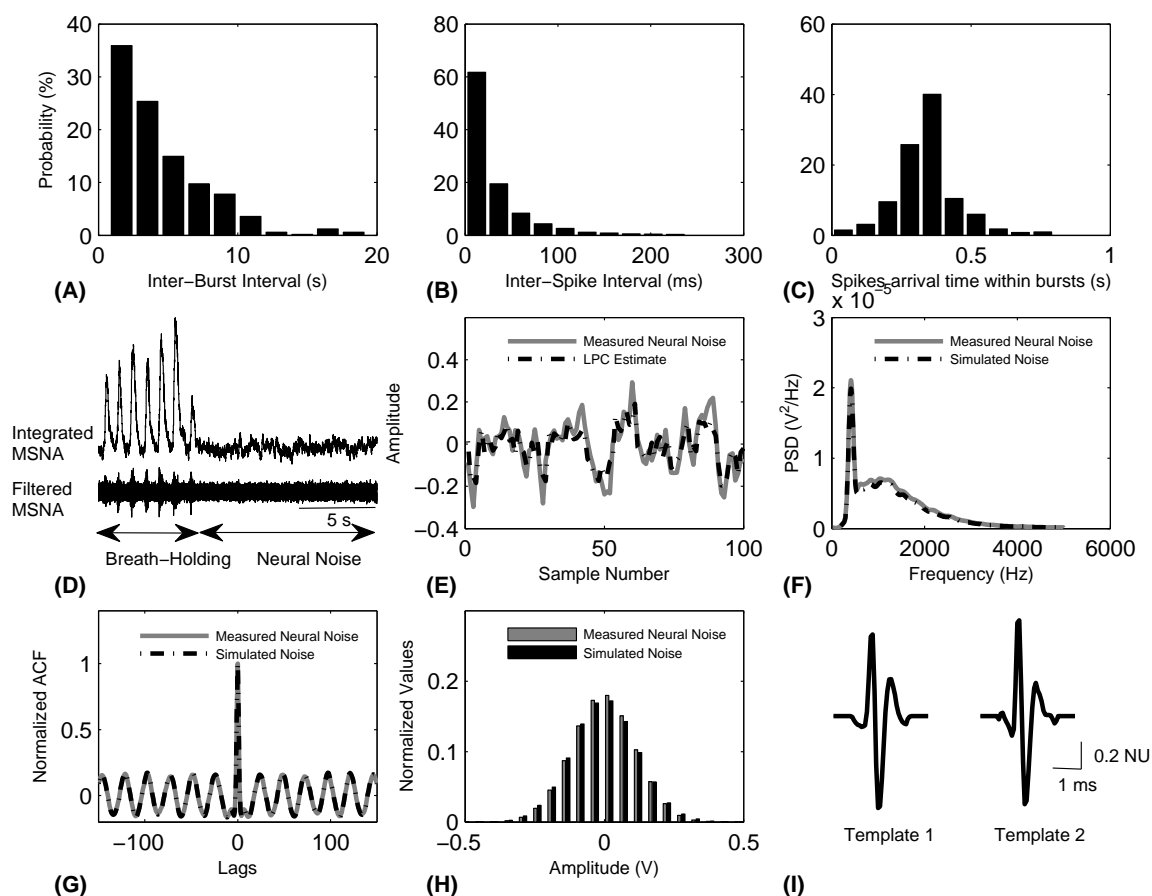 Probability (%)
40
30
20
10
0
0
10
20
Inter−Burst Interval (s)
(A)
80
60
40
20
0
0
100
200
300
Inter−Spike Interval (ms)
(B)
60
40
20
0
0
0.5
1
Spikes arrival time within bursts (s)
(C)
Integrated
MSNA
Filtered
MSNA
5 s
Breath−Holding
Neural Noise
(D)
Amplitude
0.4
0.2
0
−0.2
−0.4
0
50
100
Measured Neural Noise
LPC Estimate
Sample Number
(E)
x 10−5
PSD (V2/Hz)
3
2
1
0
0
2000
4000
6000
Measured Neural Noise
Simulated Noise
Frequency (Hz)
(F)
Normalized ACF
1
0.5
0
−100
0
100
Measured Neural Noise
Simulated Noise
Lags
(G)
Normalized Values
0.2
0.1
0
−0.5
0
0.5
Measured Neural Noise
Simulated Noise
Amplitude (V)
(H)
0.2 NU
1 ms
Template 1
Template 2
(I)